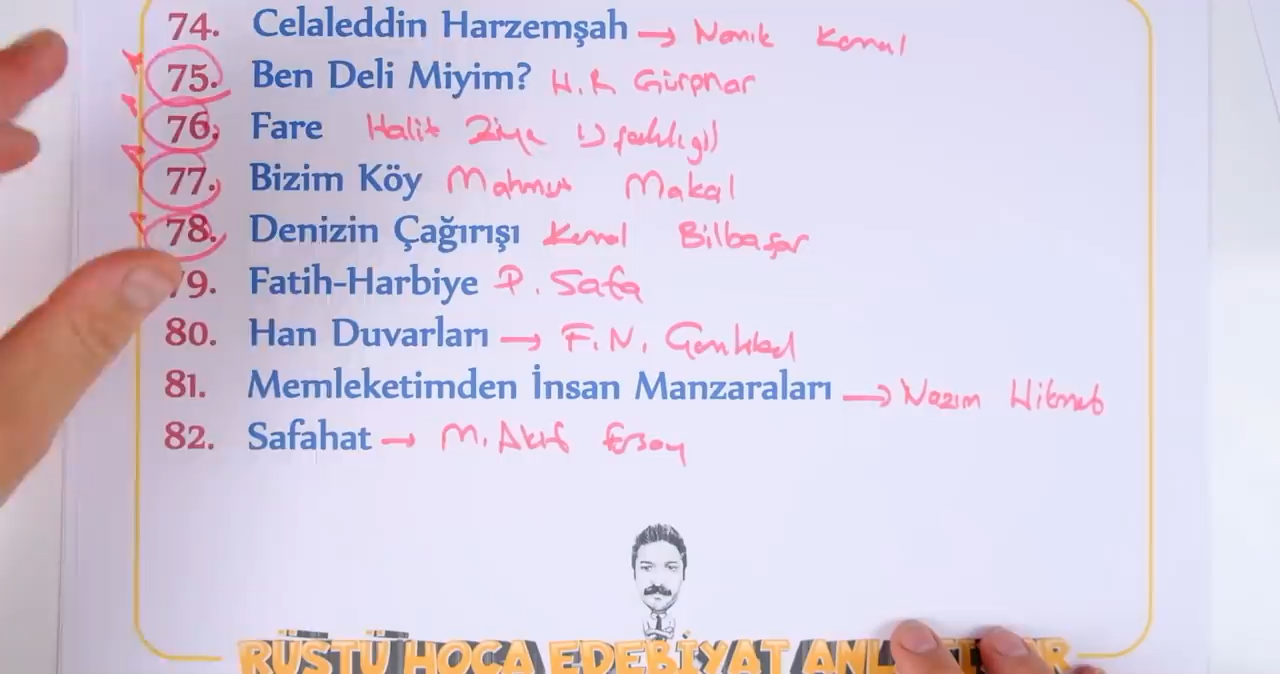 74. Celaleddin Harzemşah → Namık Kemal
75. Ben Deli Miyim? H.R Gürpınar
76. Fare Halit Ziya Uşaklıgil
77. Bizim Köy Mahmut Makal
78. Denizin Çağırışı Kemal Bilbaşar
79. Fatih-Harbiye P. Safa
80. Han Duvarları → F.N. Çamlıbel
81. Memleketimden İnsan Manzaraları → Nazım Hikmet
82. Safahat → M. Akif Ersoy
RÜŞTÜ HOCA EDEBİYAT